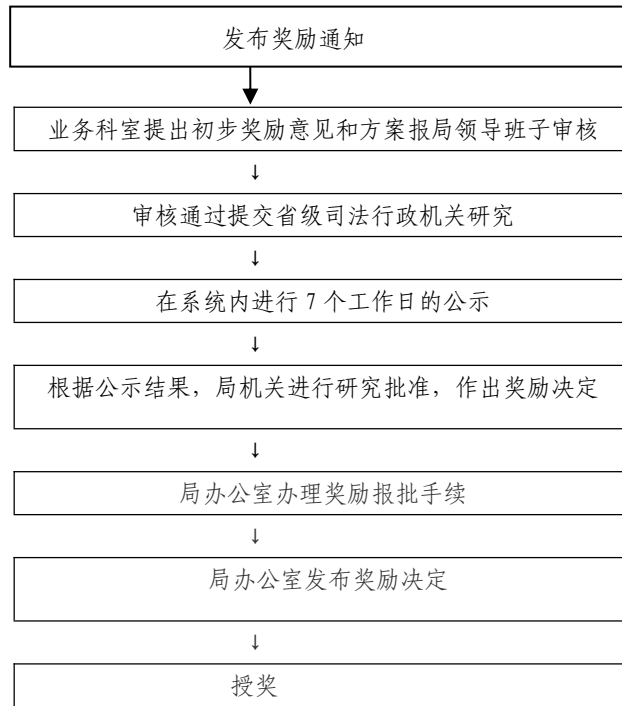 发布奖励通知
业务科室提出初步奖励意见和方案报局领导班子审核
↓
审核通过提交省级司法行政机关研究
↓
在系统内进行 7 个工作日的公示
↓
根据公示结果，局机关进行研究批准，作出奖励决定
↓
局办公室办理奖励报批手续
↓
局办公室发布奖励决定
↓
授奖